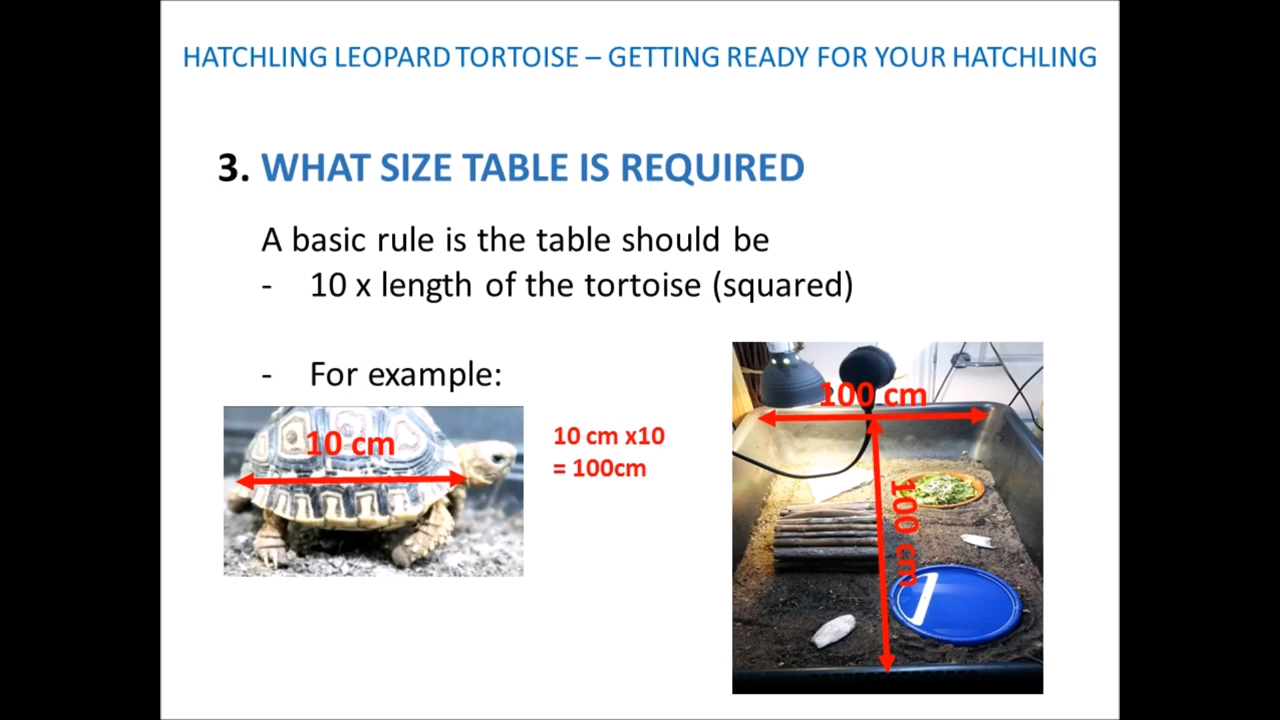 HATCHLING LEOPARD TORTOISE – GETTING READY FOR YOUR HATCHLING
3. WHAT SIZE TABLE IS REQUIRED
A basic rule is the table should be
- 10 x length of the tortoise (squared)
- For example:
10 cm
10 cm x10
= 100cm
100 cm
100 cm